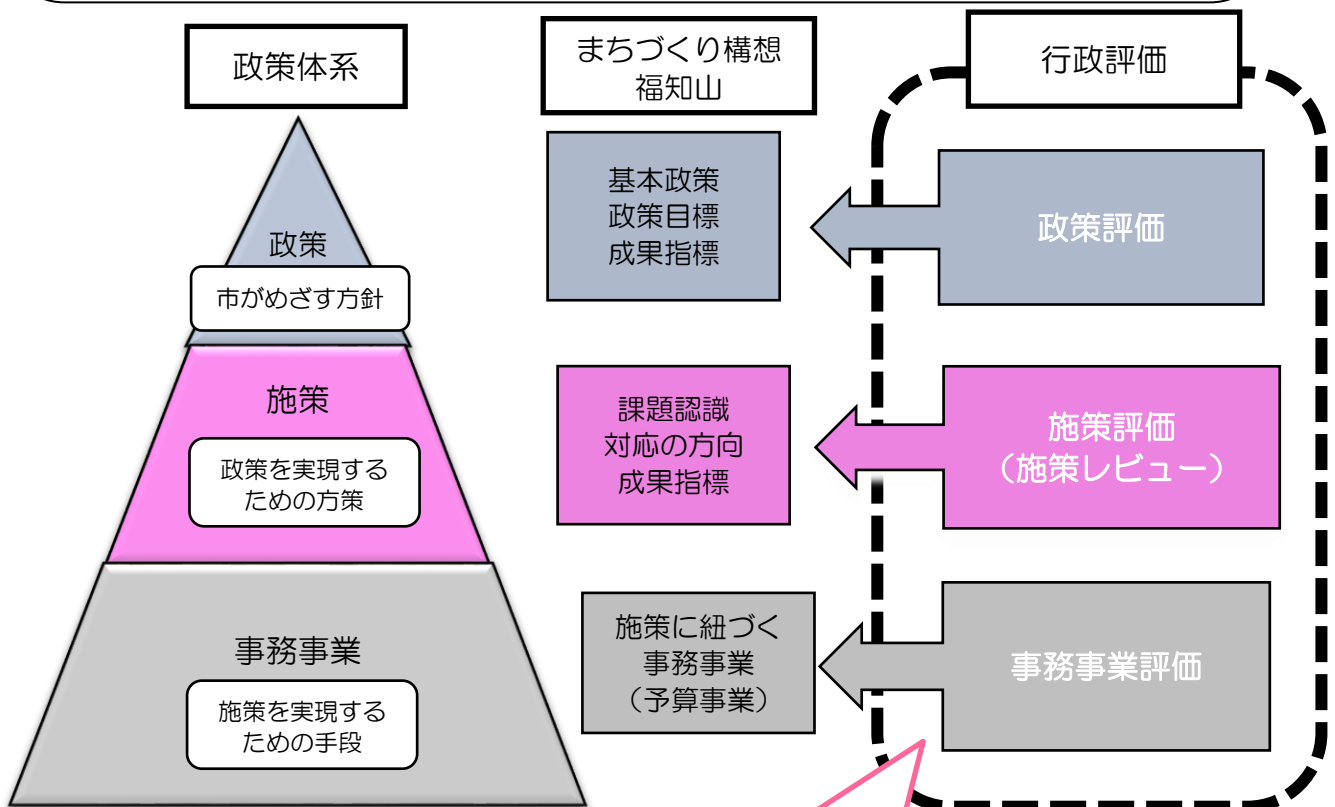 政策体系
まちづくり構想
福知山
行政評価
政策
市がめざす方針
基本政策
政策目標
成果指標
政策評価
施策
政策を実現する
ための方策
課題認識
対応の方向
成果指標
施策評価
（施策レビュー）
事務事業
施策を実現する
ための手段
施策に紐づく
事務事業
（予算事業）
事務事業評価